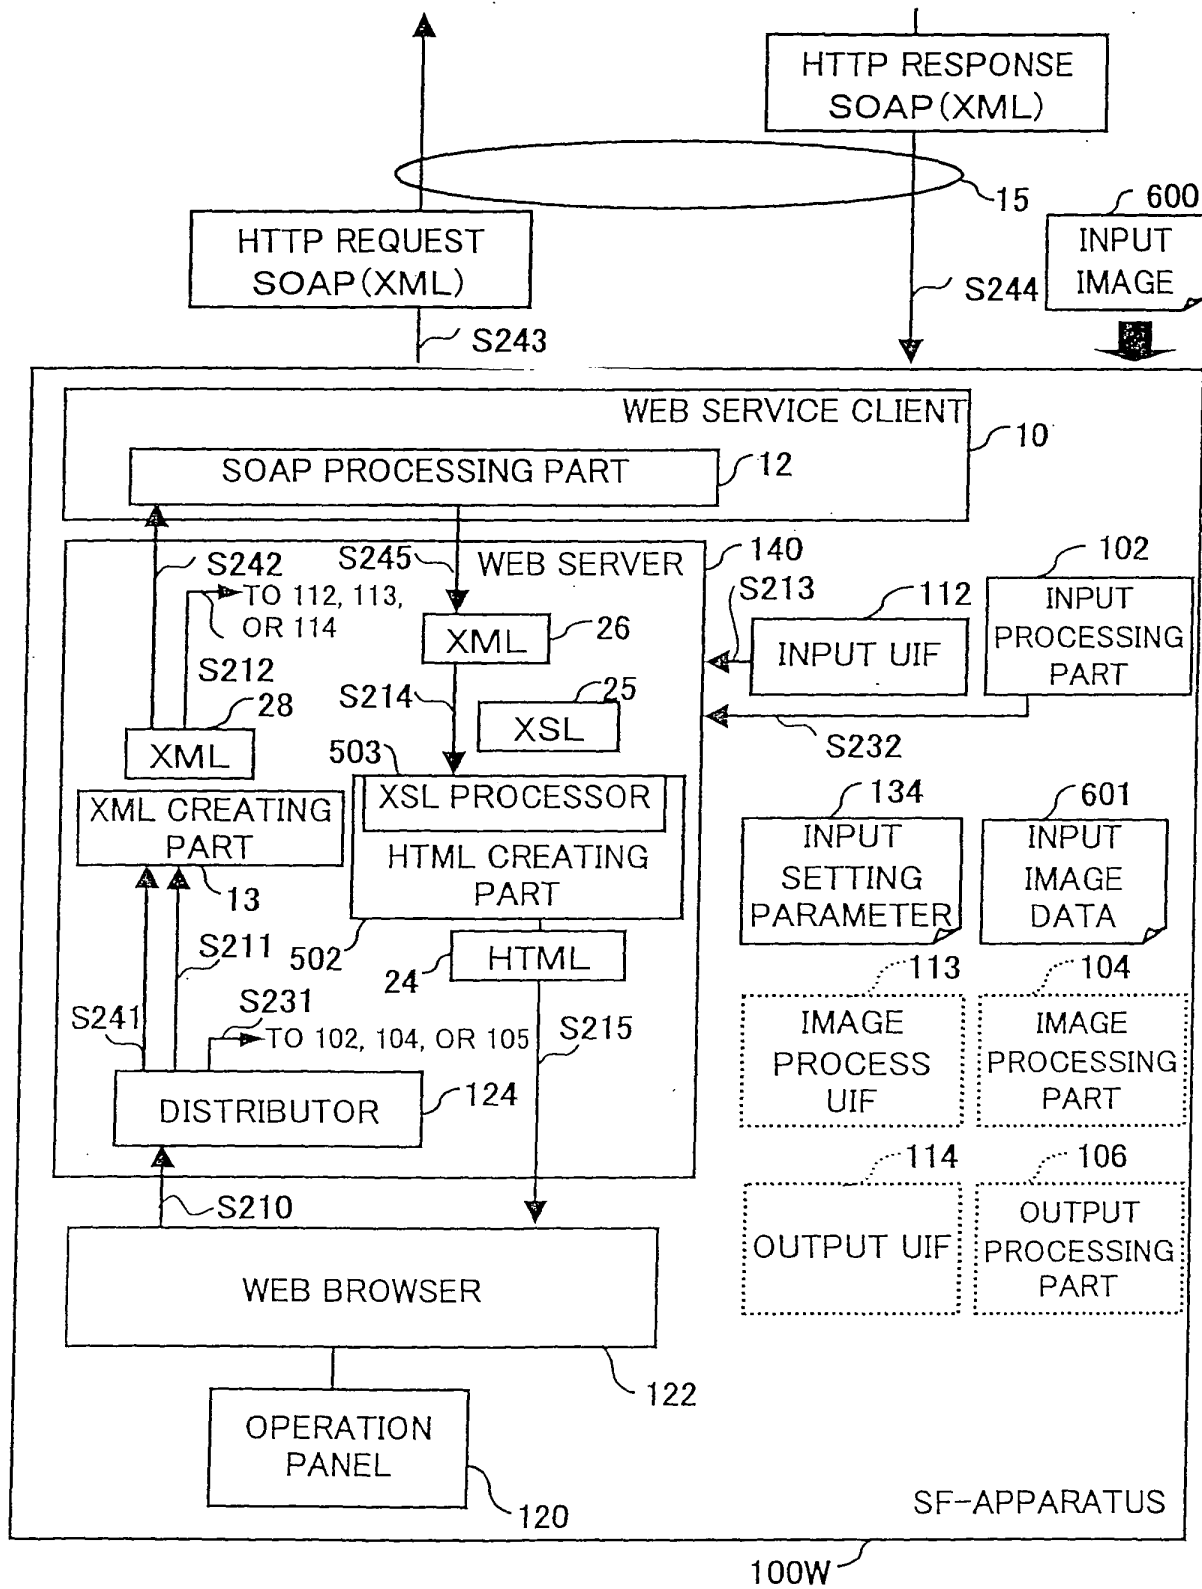 HTTP RESPONSE
SOAP(XML)
15
600
INPUT
IMAGE
HTTP REQUEST
SOAP(XML)
S244
S243
WEB SERVICE CLIENT
10
SOAP PROCESSING PART
12
S242
S245
WEB SERVER
140
TO 112, 113,
OR 114
S213
112
102
INPUT
PROCESSING
PART
XML
26
INPUT UIF
S212
28
S214
25
XSL
XML
503
S232
XSL PROCESSOR
XML CREATING
PART
134
601
INPUT
SETTING
PARAMETER
INPUT
IMAGE
DATA
HTML CREATING
PART
13
S211
502
24
HTML
S241
S231
TO 102, 104, OR 105
S215
113
104
IMAGE
PROCESS
UIF
IMAGE
PROCESSING
PART
DISTRIBUTOR
124
114
106
S210
OUTPUT UIF
OUTPUT
PROCESSING
PART
WEB BROWSER
122
OPERATION
PANEL
120
SF-APPARATUS
100W